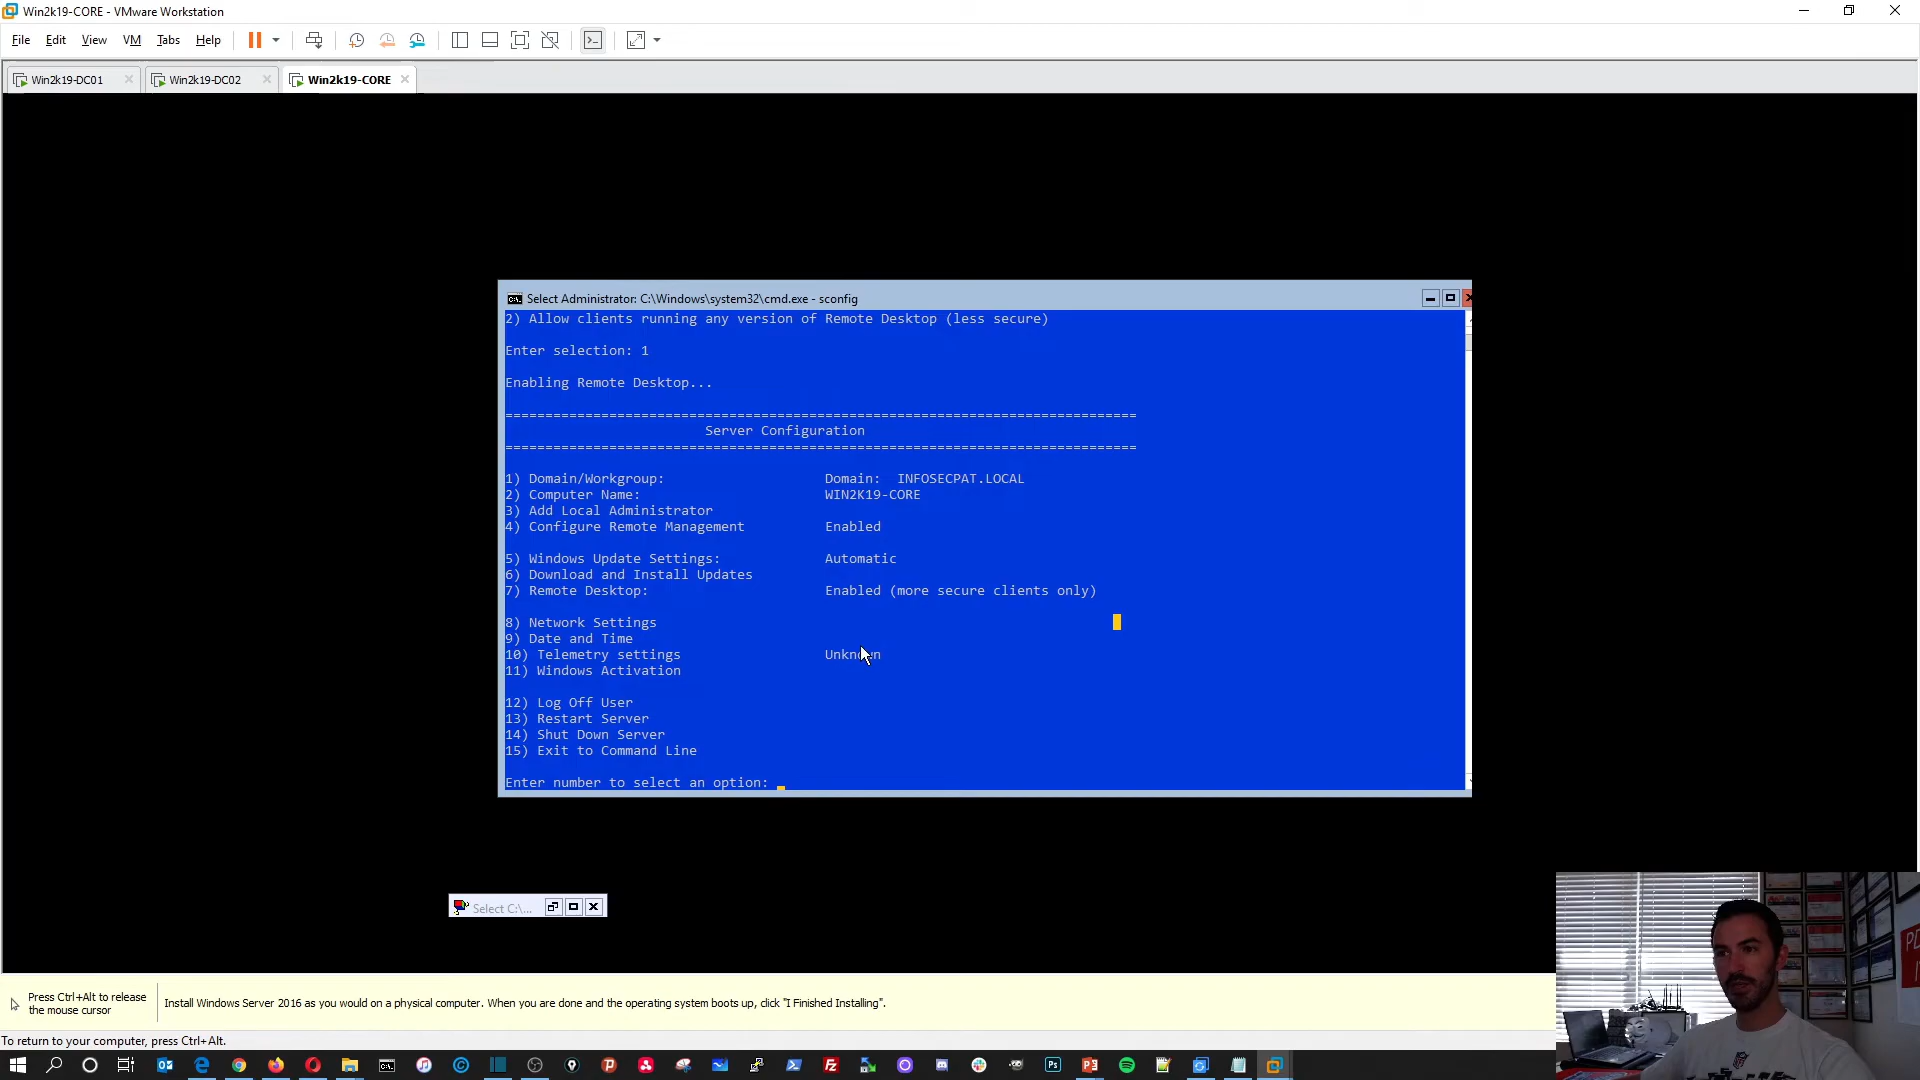 Win2k19-CORE - VMware Workstation
File Edit View VM Tabs Help
Win2k19-DC01 Win2k19-DC02 Win2k19-CORE
Select Administrator: C:\Windows\system32\cmd.exe - sconfig
2) Allow clients running any version of Remote Desktop (less secure)
Enter selection: 1
Enabling Remote Desktop...
===============================================================================
Server Configuration
===============================================================================
1) Domain/Workgroup: Domain: INFOSECPAT.LOCAL
2) Computer Name: WIN2K19-CORE
3) Add Local Administrator
4) Configure Remote Management Enabled
5) Windows Update Settings: Automatic
6) Download and Install Updates
7) Remote Desktop: Enabled (more secure clients only)
8) Network Settings
9) Date and Time
10) Telemetry settings Unknown
11) Windows Activation
12) Log Off User
13) Restart Server
14) Shut Down Server
15) Exit to Command Line
Enter number to select an option:
Select C:\...
Press Ctrl+Alt to release
the mouse cursor
Install Windows Server 2016 as you would on a physical computer. When you are done and the operating system boots up, click "I Finished Installing".
To return to your computer, press Ctrl+Alt.